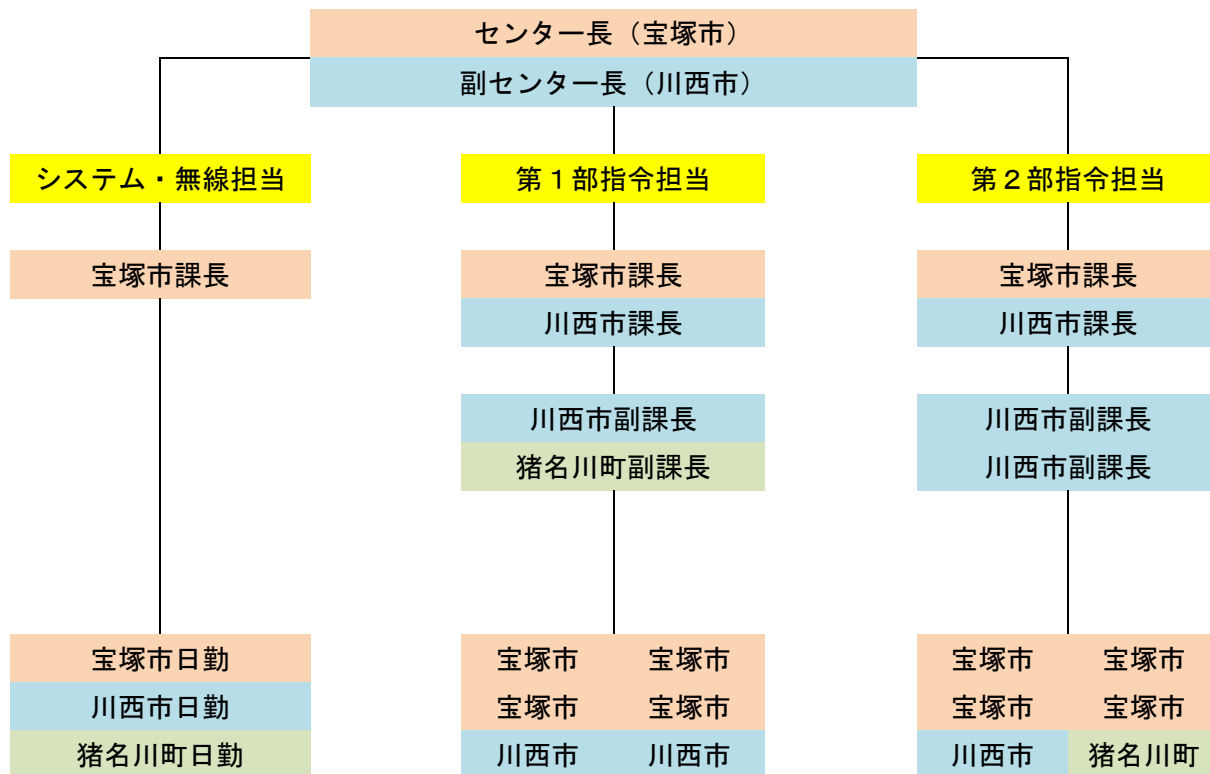 センター長（宝塚市）
副センター長（川西市）
システム・無線担当
第１部指令担当
第２部指令担当
宝塚市課長
宝塚市課長
宝塚市課長
川西市課長
川西市課長
川西市副課長
川西市副課長
猪名川町副課長
川西市副課長
宝塚市日勤
宝塚市 宝塚市
宝塚市 宝塚市
川西市日勤
宝塚市 宝塚市
宝塚市 宝塚市
猪名川町日勤
川西市 川西市
川西市 猪名川町